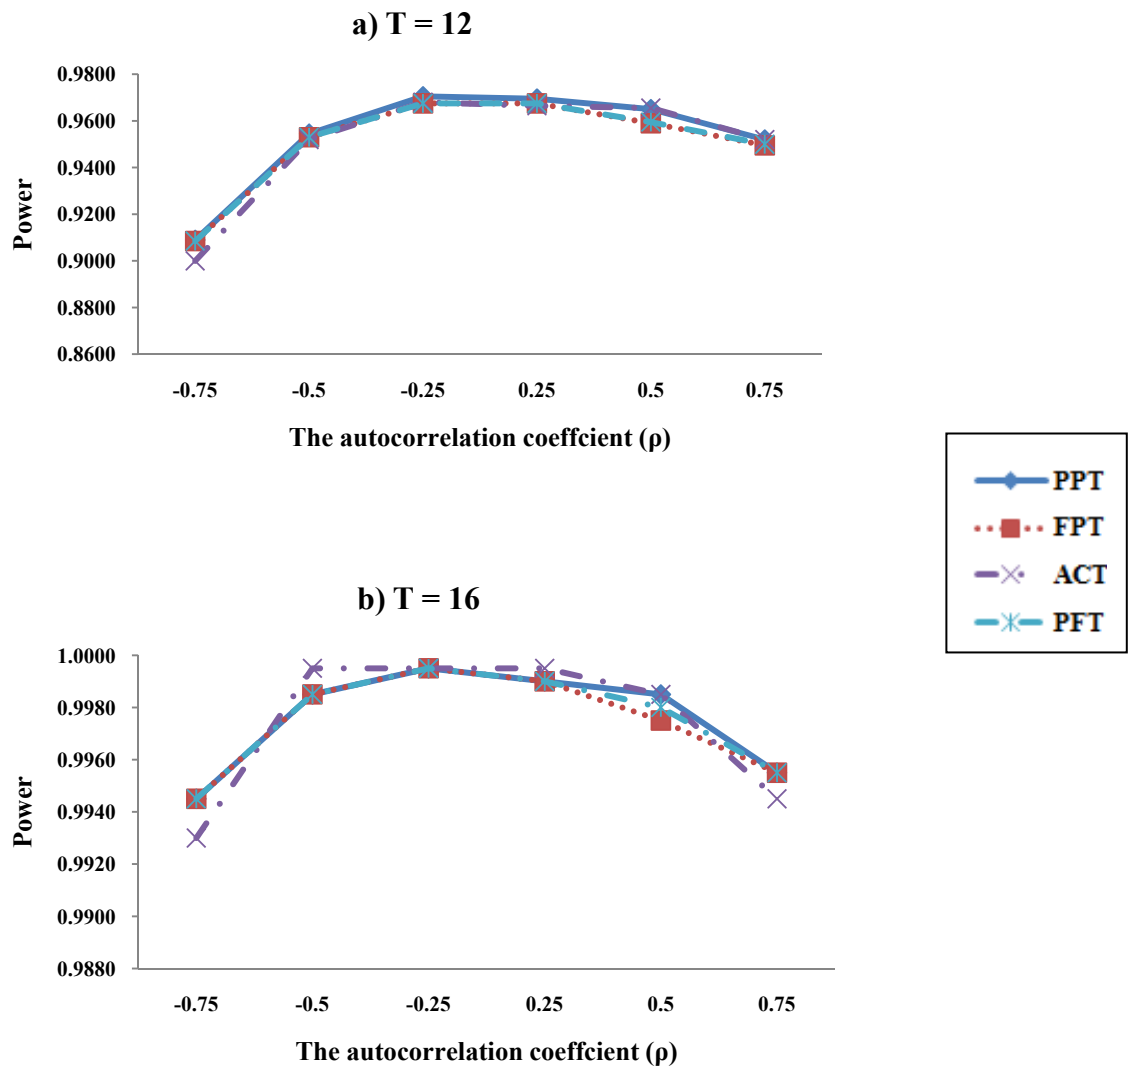 a) T = 12
0.9800
0.9600
0.9400
0.9200
0.9000
0.8800
0.8600
Power
-0.75 -0.5 -0.25 0.25 0.5 0.75
The autocorrelation coeffcient (ρ)
PPT
FPT
ACT
PFT
b) T = 16
1.0000
0.9980
0.9960
0.9940
0.9920
0.9900
0.9880
Power
-0.75 -0.5 -0.25 0.25 0.5 0.75
The autocorrelation coeffcient (ρ)